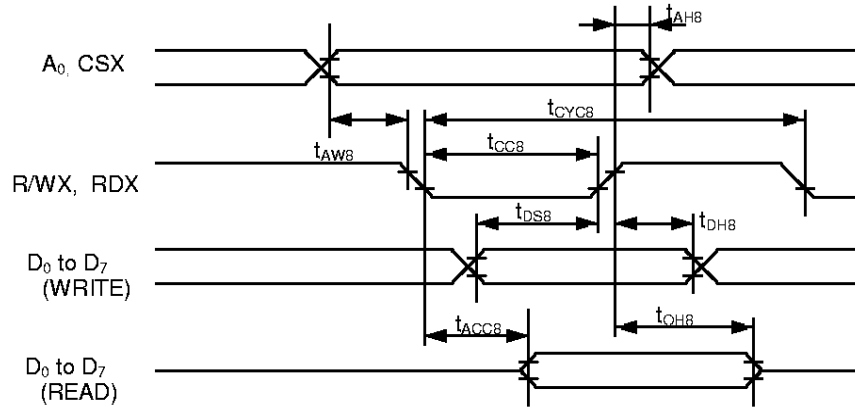 tAH8
A0, CSX
tCYC8
tCC8
tAW8
R/WX, RDX
tDS8
tDH8
D0 to D7
(WRITE)
tACC8
tOH8
D0 to D7
(READ)